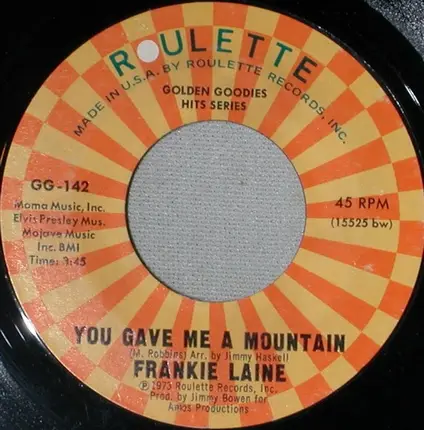 ROULETTE
MADE IN U.S.A. BY ROULETTE RECORDS, INC.
GOLDEN GOODIES
HITS SERIES
GG-142
Mama Music, Inc.
Elvis Presley Mus.
Mojave Music
Inc. BMI
Time: 3:45
45 RPM
(15525 bw)
YOU GAVE ME A MOUNTAIN
(M. Robbins) Arr. by Jimmy Haskell
FRANKIE LAINE
℗ 1973 Roulette Records, Inc.
Prod. by Jimmy Bowen for
Amos Productions